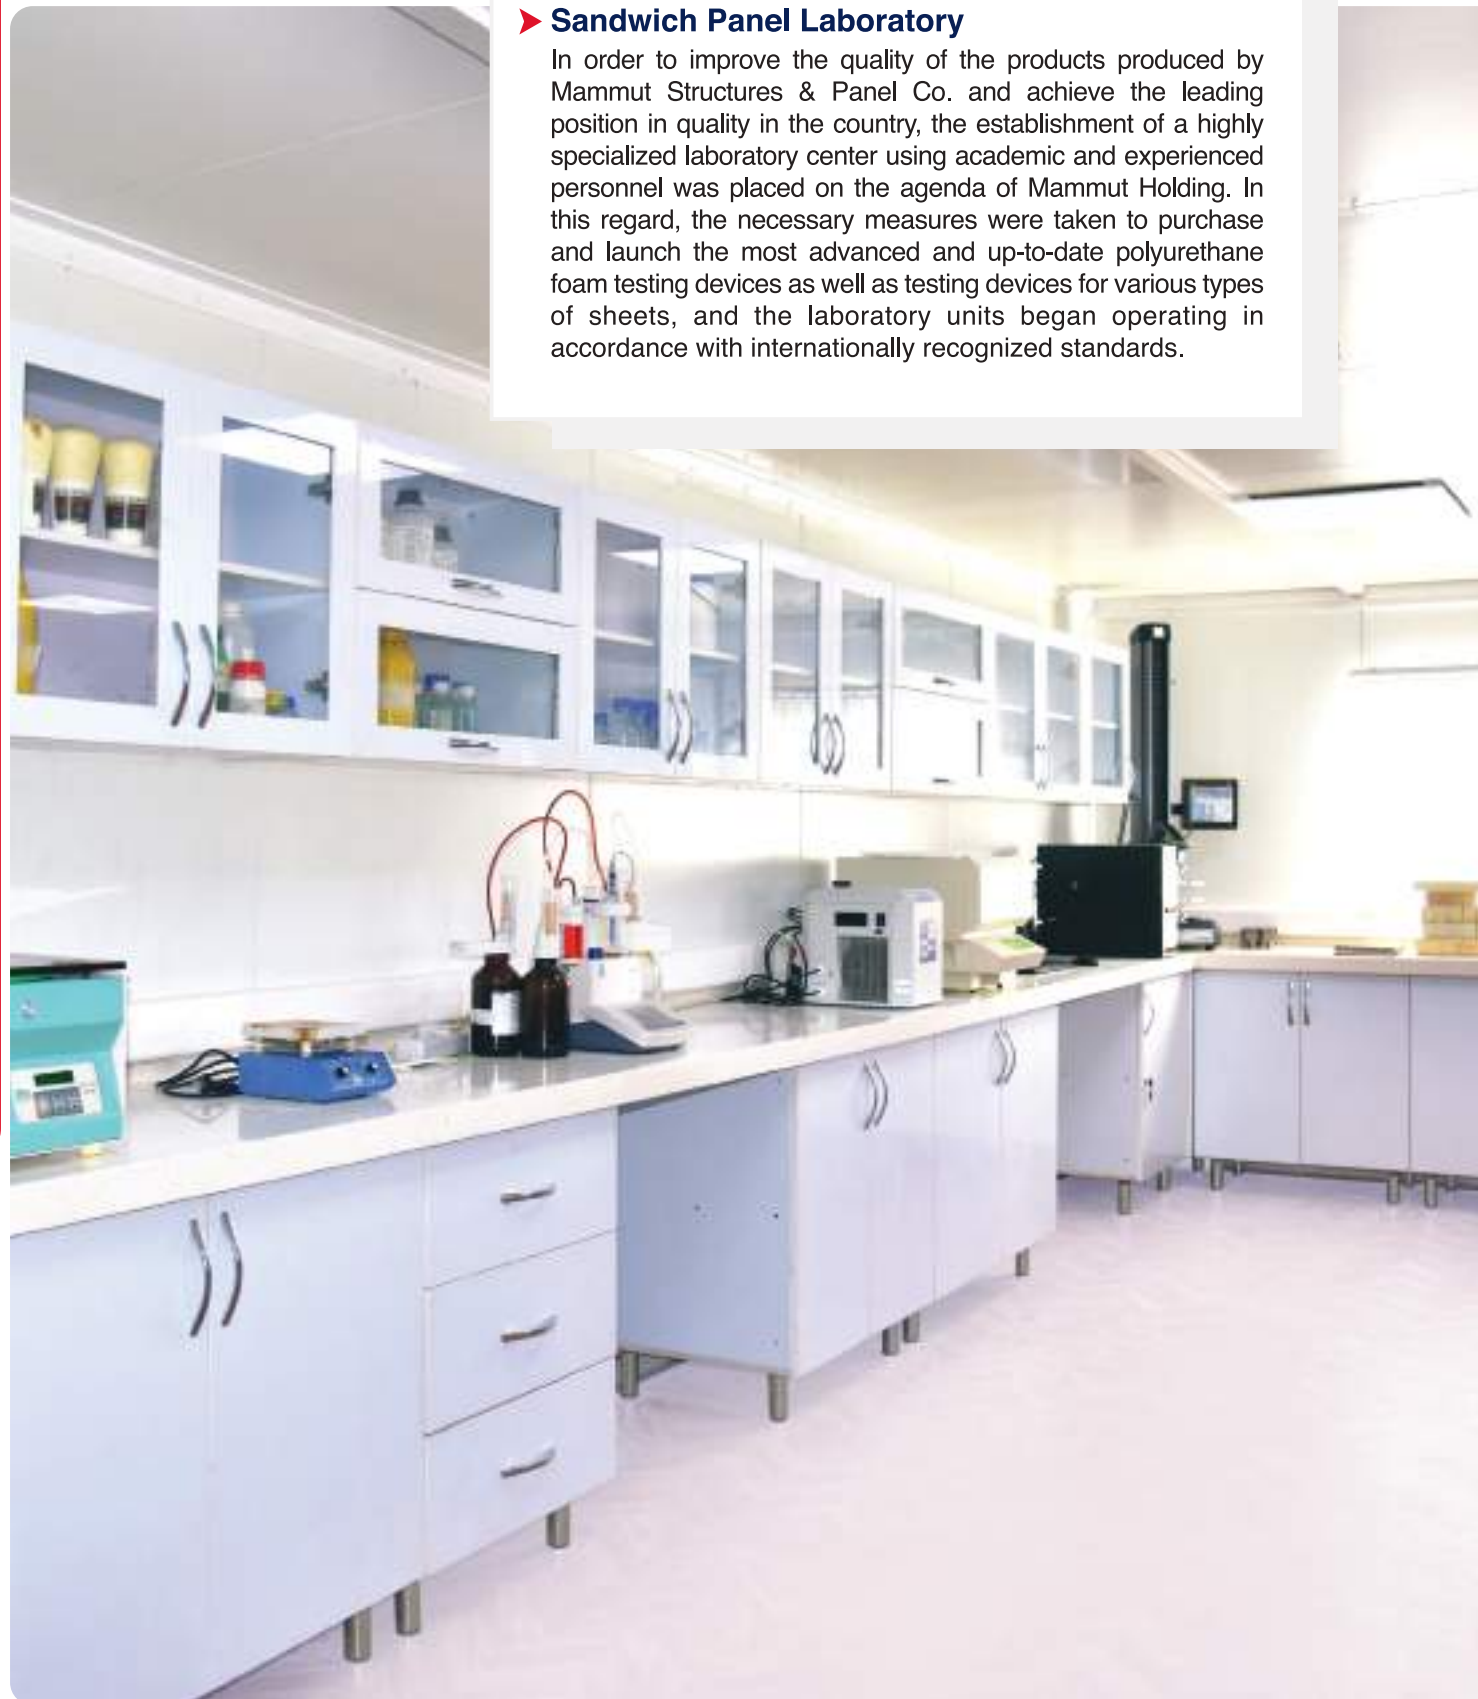 Sandwich Panel Laboratory
In order to improve the quality of the products produced by
Mammut Structures & Panel Co. and achieve the leading
position in quality in the country, the establishment of a highly
specialized laboratory center using academic and experienced
personnel was placed on the agenda of Mammut Holding. In
this regard, the necessary measures were taken to purchase
and launch the most advanced and up-to-date polyurethane
foam testing devices as well as testing devices for various types
of sheets, and the laboratory units began operating in
accordance with internationally recognized standards.